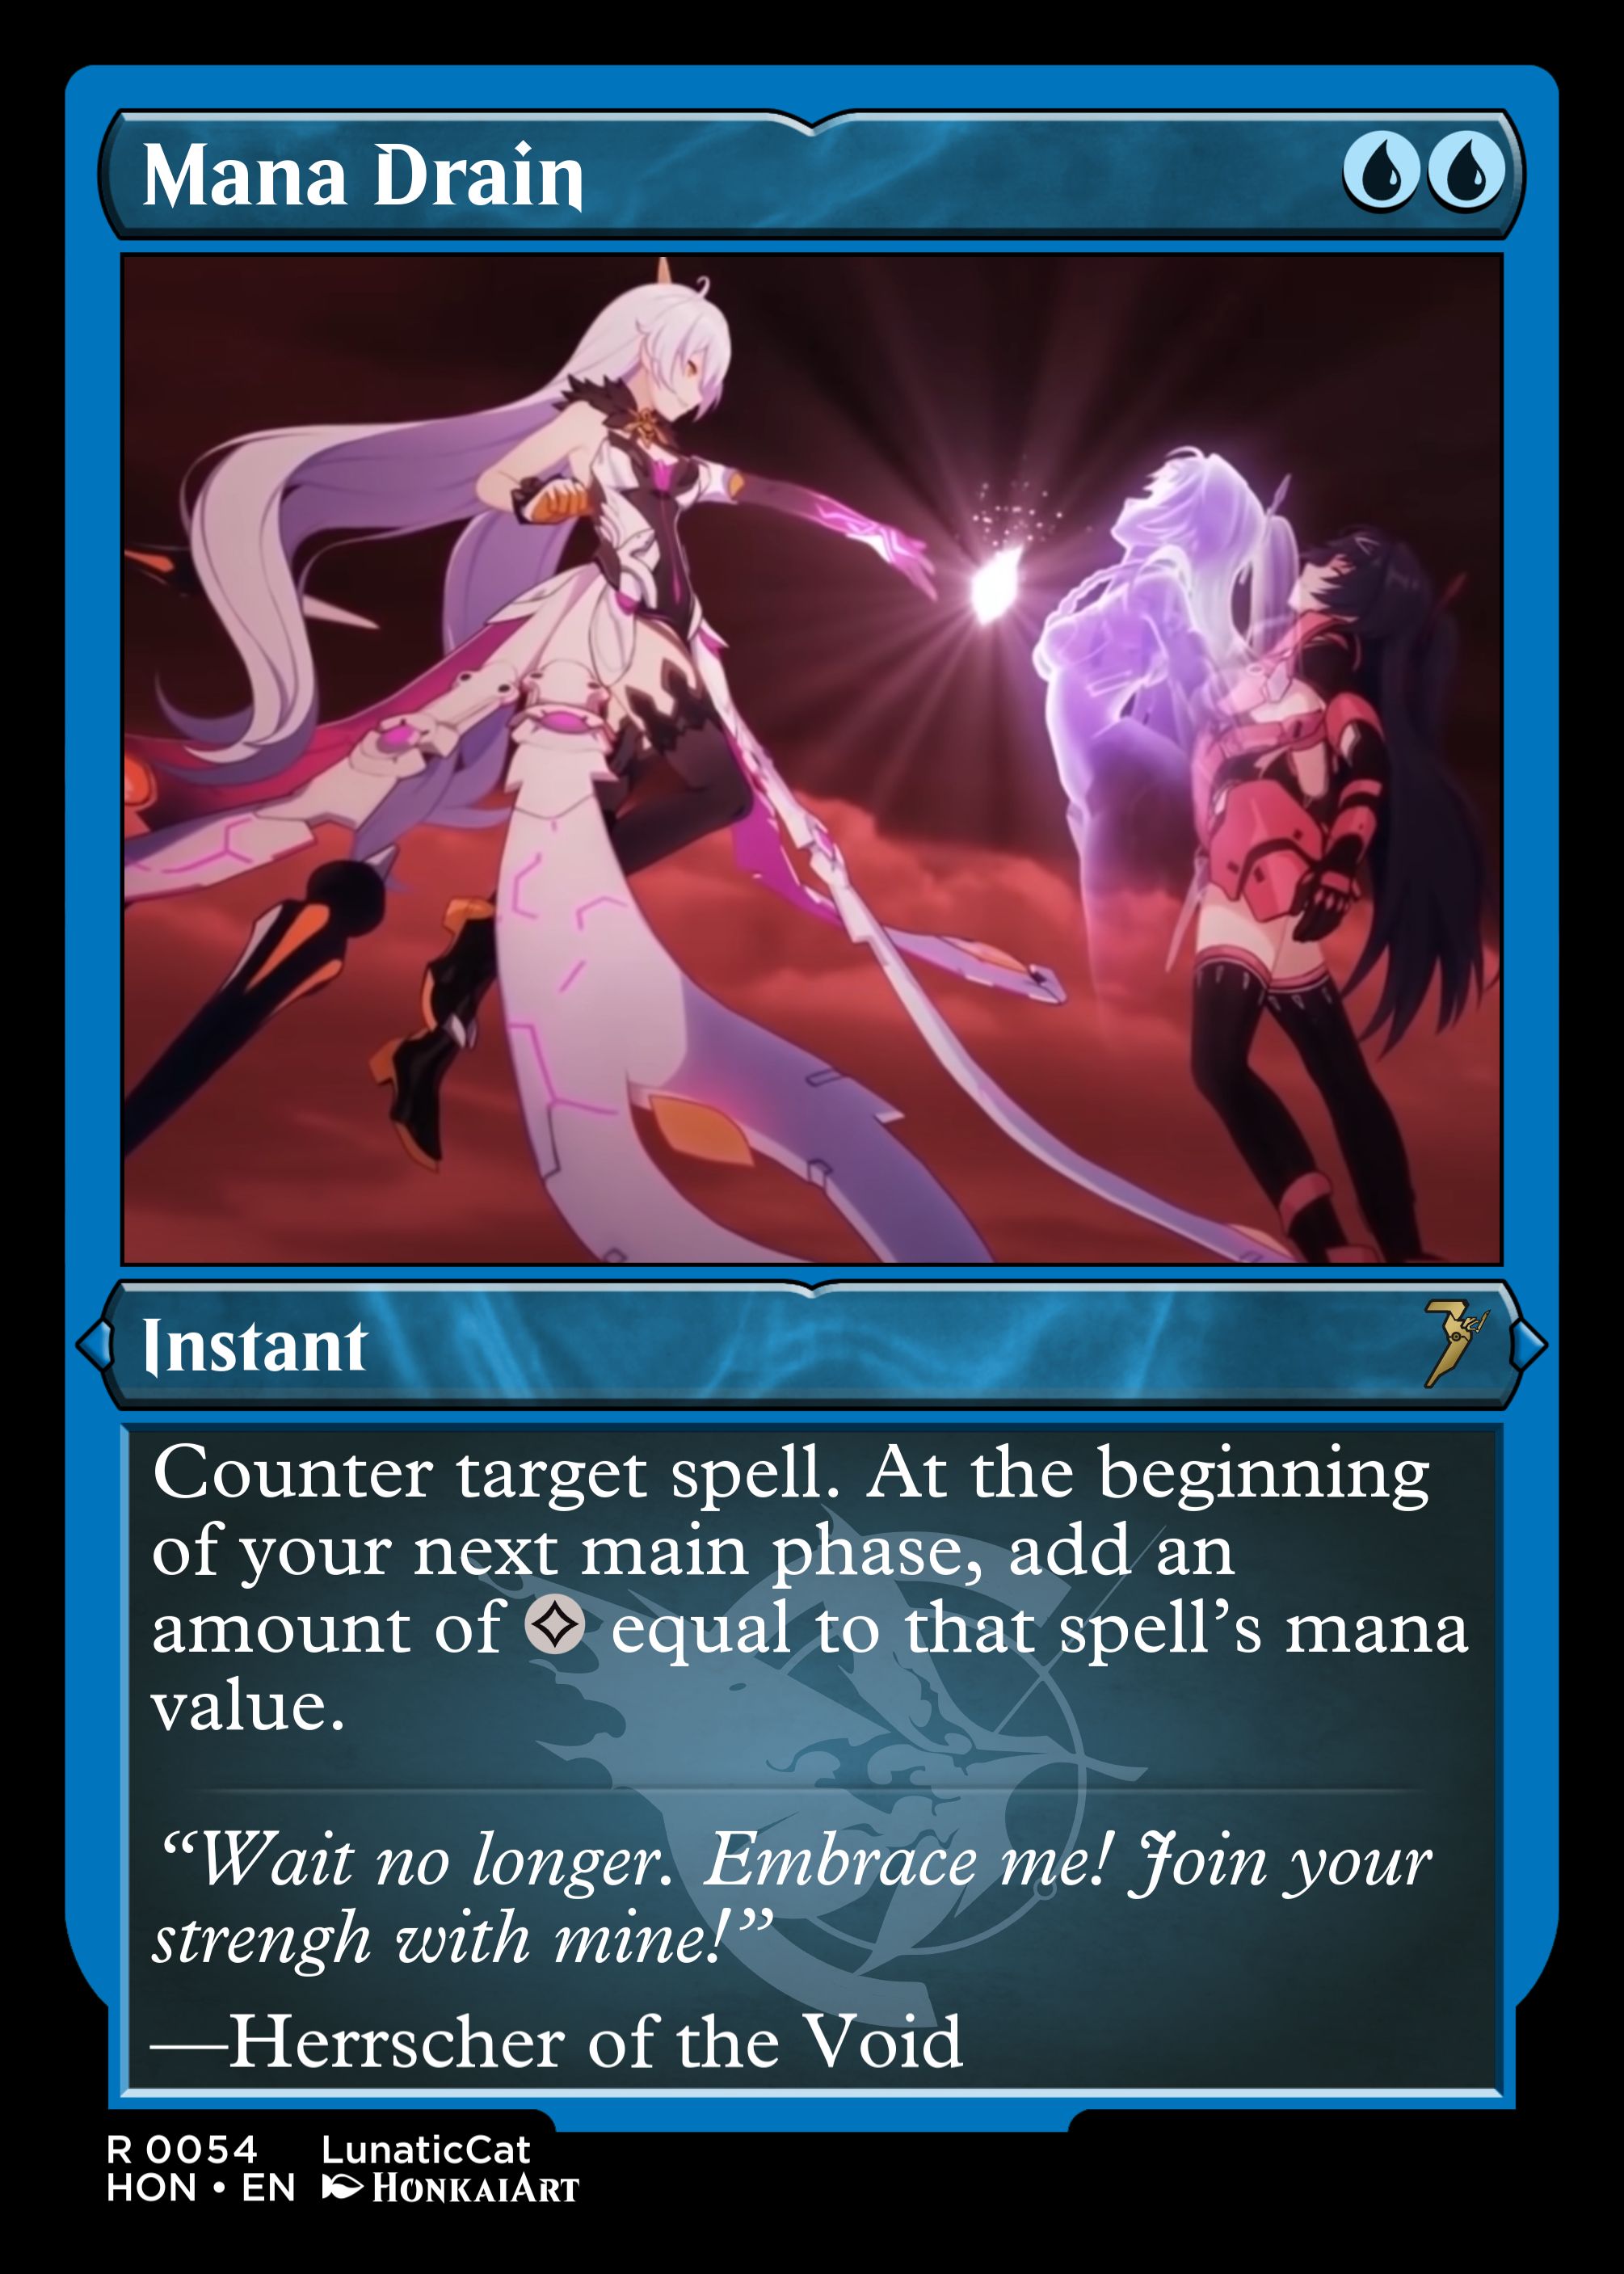 Mana Drain
Instant
Counter target spell. At the beginning
of your next main phase, add an
amount of equal to that spell’s mana
value.
“Wait no longer. Embrace me! Join your
strengh with mine!”
—Herrscher of the Void
R 0054 LunaticCat
HON • EN HONKAIART